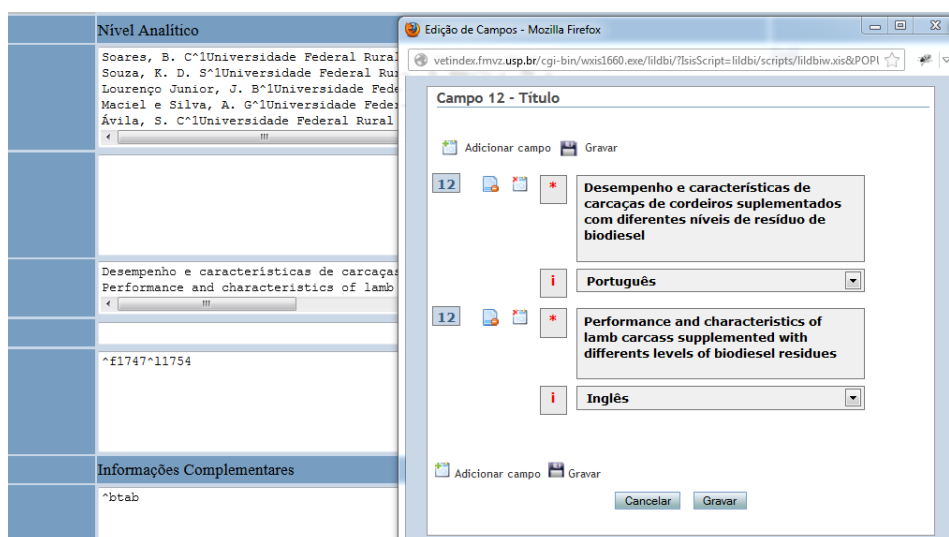 Nível Analítico
Soares, B. C^1Universidade Federal Rural
Souza, K. D. S^1Universidade Federal Rur
Lourenço Junior, J. B^1Universidade Fede
Maciel e Silva, A. G^1Universidade Feder
Ávila, S. C^1Universidade Federal Rural
Desempenho e características de carcaças
Performance and characteristics of lamb
^f1747^l1754
Informações Complementares
^btab
Edição de Campos - Mozilla Firefox
vetindex.fmvz.usp.br/cgi-bin/wxis1660.exe/lildbi/?IsisScript=lildbi/scripts/lildbiw.xis&POPU
Campo 12 - Título
Adicionar campo Gravar
12 * Desempenho e características de
carcaças de cordeiros suplementados
com diferentes níveis de resíduo de
biodiesel
i Português
12 * Performance and characteristics of
lamb carcass supplemented with
differents levels of biodiesel residues
i Inglês
Adicionar campo Gravar
Cancelar Gravar